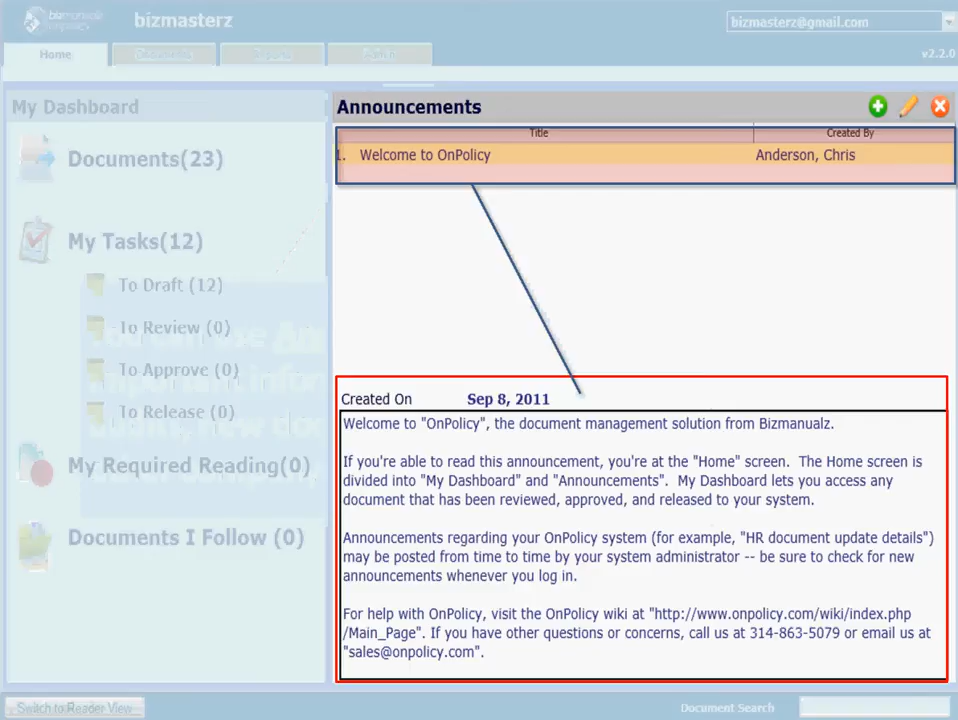 bizmanualz
bizmasterz
bizmasterz@gmail.com
Home
v2.2.0
My Dashboard
Announcements
Title
Created By
1. Welcome to OnPolicy
Anderson, Chris
Documents(23)
My Tasks(12)
To Draft (12)
To Review (0)
To Approve (0)
To Release (0)
My Required Reading(0)
Documents I Follow (0)
Created On
Sep 8, 2011
Welcome to "OnPolicy", the document management solution from Bizmanualz.
If you're able to read this announcement, you're at the "Home" screen.  The Home screen is
divided into "My Dashboard" and "Announcements".  My Dashboard lets you access any
document that has been reviewed, approved, and released to your system.
Announcements regarding your OnPolicy system (for example, "HR document update details")
may be posted from time to time by your system administrator -- be sure to check for new
announcements whenever you log in.
For help with OnPolicy, visit the OnPolicy wiki at "http://www.onpolicy.com/wiki/index.php
/Main_Page". If you have other questions or concerns, call us at 314-863-5079 or email us at
"sales@onpolicy.com".
Switch to Reader View
Document Search